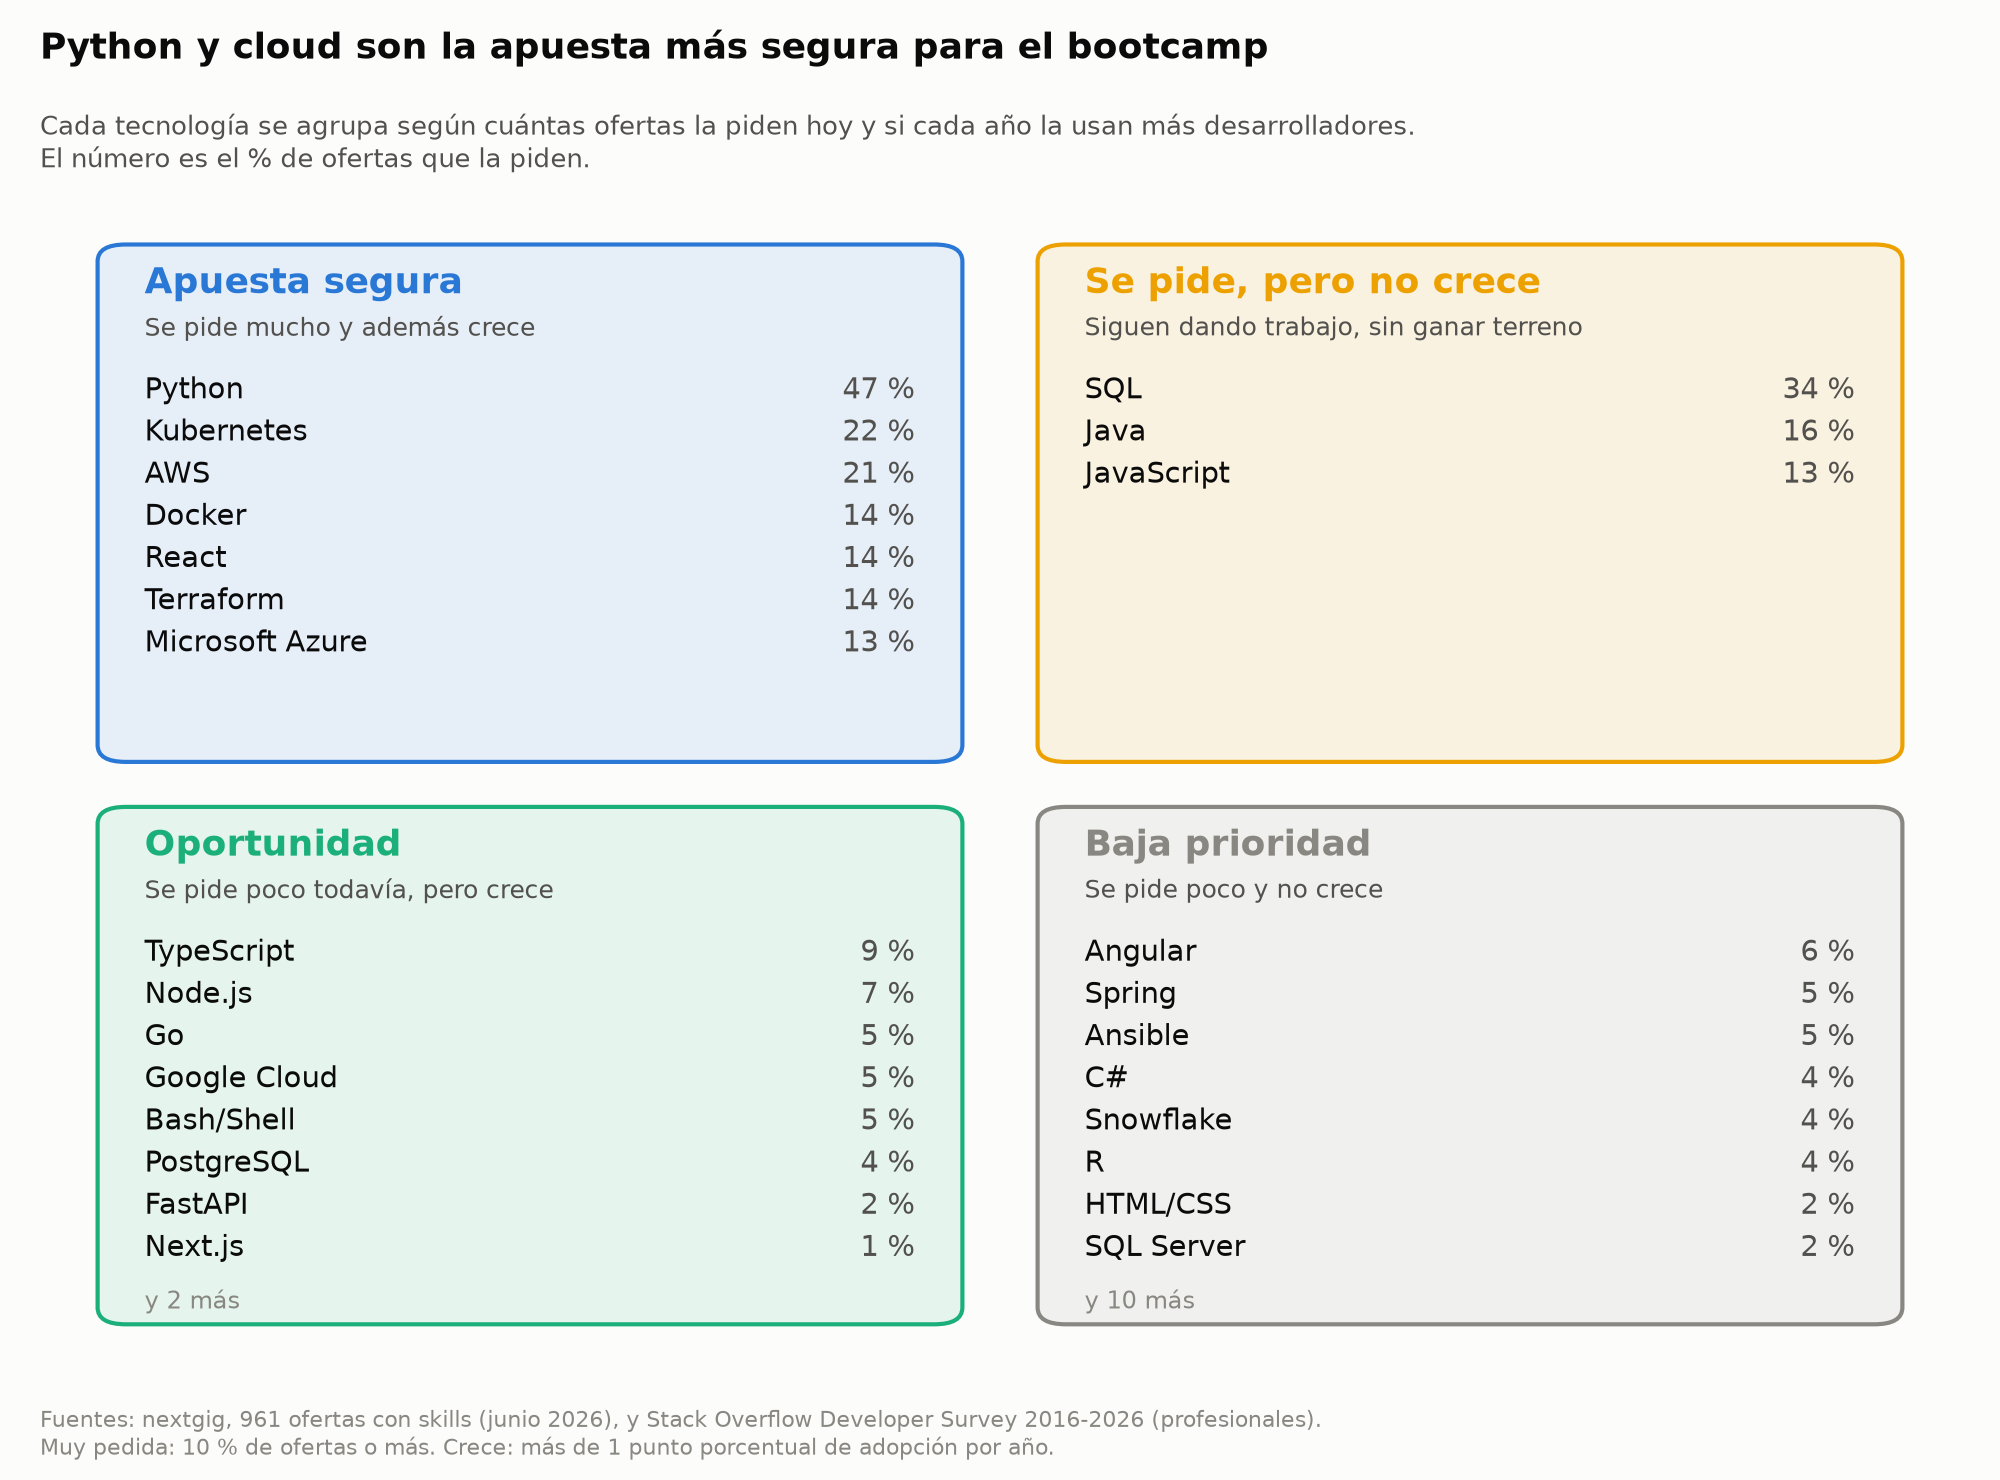 Python y cloud son la apuesta más segura para el bootcamp
Cada tecnología se agrupa según cuántas ofertas la piden hoy y si cada año la usan más desarrolladores.
El número es el % de ofertas que la piden.
Apuesta segura
Se pide mucho y además crece
Python 47 %
Kubernetes 22 %
AWS 21 %
Docker 14 %
React 14 %
Terraform 14 %
Microsoft Azure 13 %
Se pide, pero no crece
Siguen dando trabajo, sin ganar terreno
SQL 34 %
Java 16 %
JavaScript 13 %
Oportunidad
Se pide poco todavía, pero crece
TypeScript 9 %
Node.js 7 %
Go 5 %
Google Cloud 5 %
Bash/Shell 5 %
PostgreSQL 4 %
FastAPI 2 %
Next.js 1 %
y 2 más
Baja prioridad
Se pide poco y no crece
Angular 6 %
Spring 5 %
Ansible 5 %
C# 4 %
Snowflake 4 %
R 4 %
HTML/CSS 2 %
SQL Server 2 %
y 10 más
Fuentes: nextgig, 961 ofertas con skills (junio 2026), y Stack Overflow Developer Survey 2016-2026 (profesionales).
Muy pedida: 10 % de ofertas o más. Crece: más de 1 punto porcentual de adopción por año.